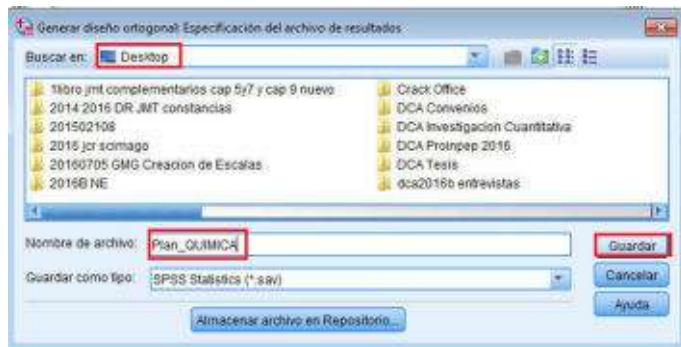 Generar diseño ortogonal: Especificación del archivo de resultados
Buscar en: Desktop
1libro jmt complementarios cap 5y7 y cap 9 nuevo
2014 2016 DR JMT constancias
201502108
2016 jcr scimago
20160705 GMG Creacion de Escalas
2016B NE
Crack Office
DCA Convenios
DCA Investigacion Cuantitativa
DCA Proinpep 2016
DCA Tesis
dca2016b entrevistas
Nombre de archivo: Plan_QUIMICA
Guardar
Guardar como tipo: SPSS Statistics (*.sav)
Cancelar
Ayuda
Almacenar archivo en Repositorio...